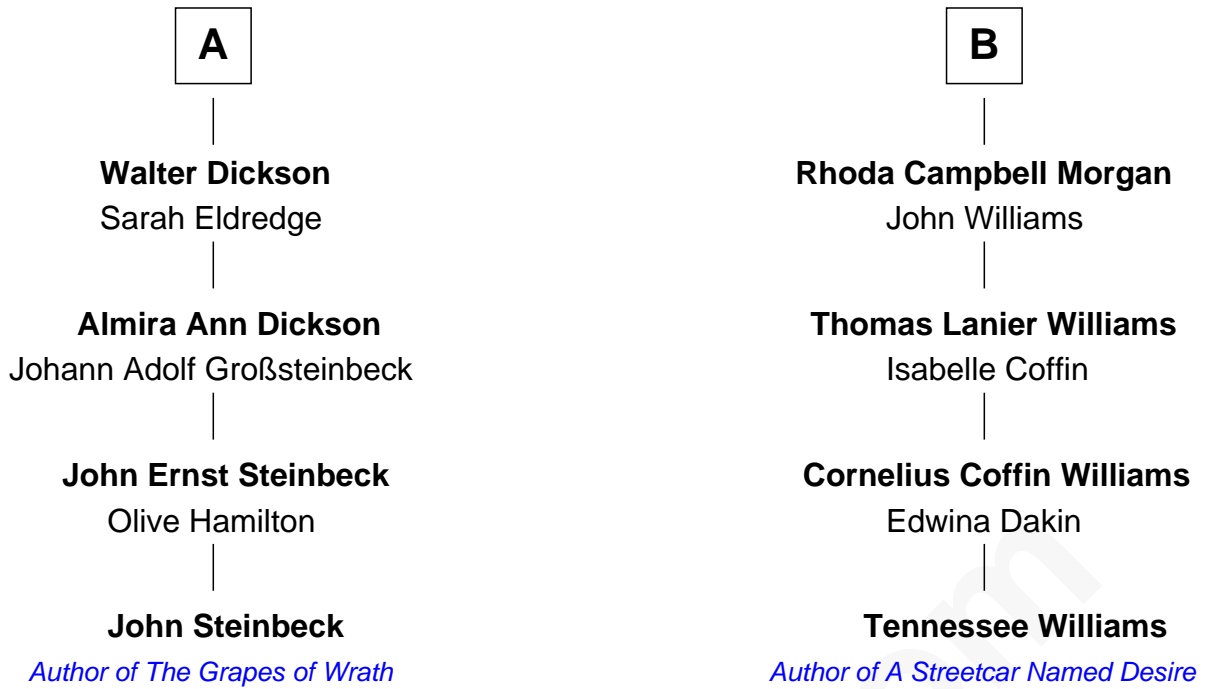 A
Walter Dickson
Sarah Eldredge
Almira Ann Dickson
Johann Adolf Großsteinbeck
John Ernst Steinbeck
Olive Hamilton
John Steinbeck
Author of The Grapes of Wrath
B
Rhoda Campbell Morgan
John Williams
Thomas Lanier Williams
Isabelle Coffin
Cornelius Coffin Williams
Edwina Dakin
Tennessee Williams
Author of A Streetcar Named Desire